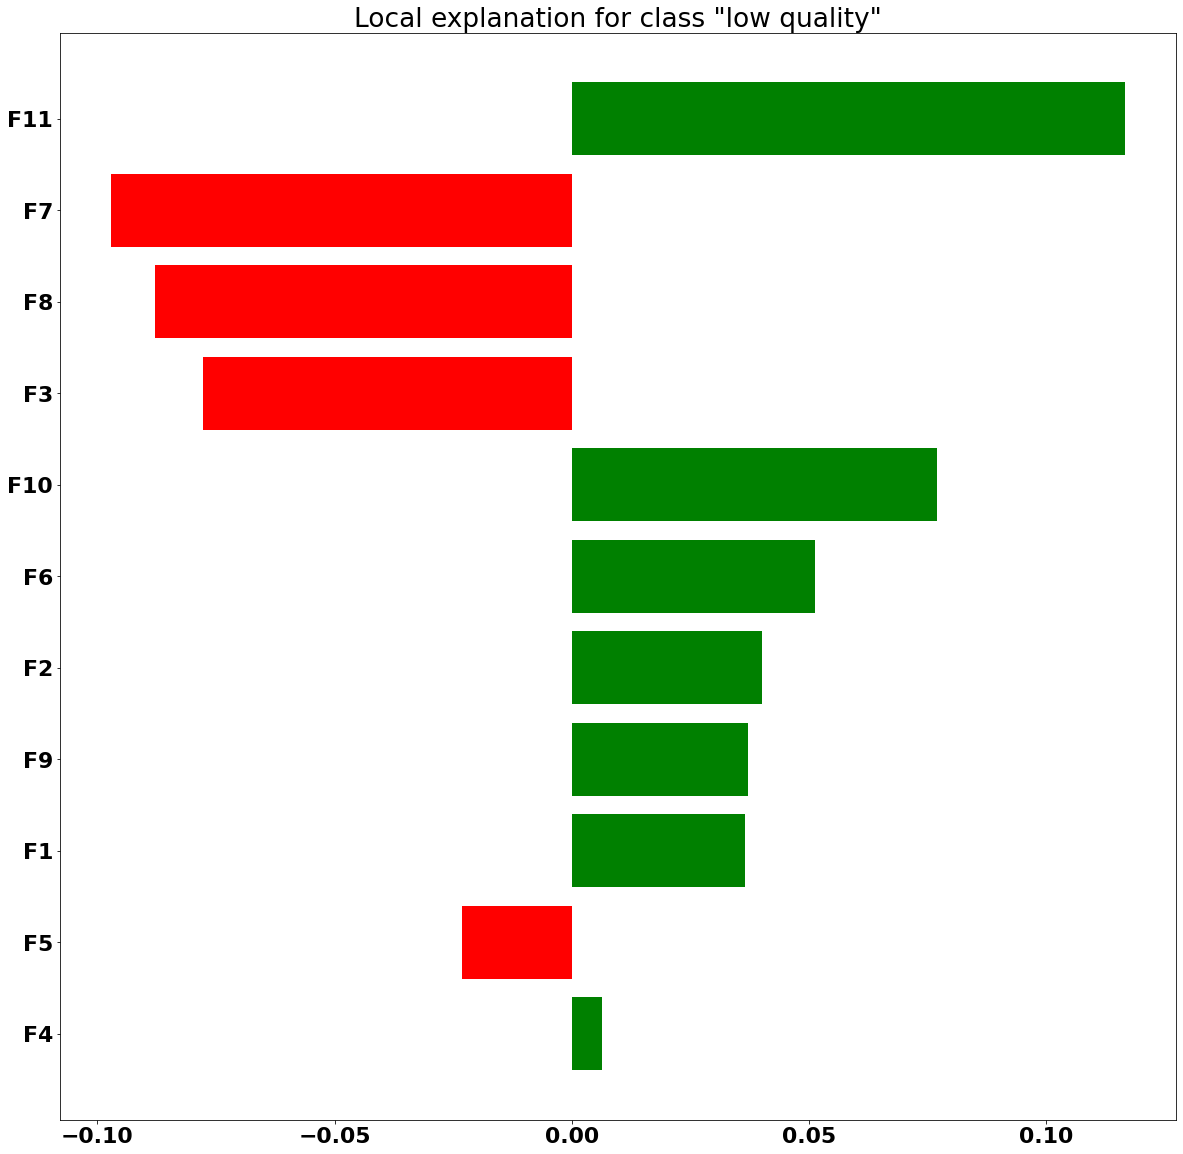 Local explanation for class "low quality"
F11
F7
F8
F3
F10
F6
F2
F9
F1
F5
F4
−0.10 −0.05 0.00 0.05 0.10